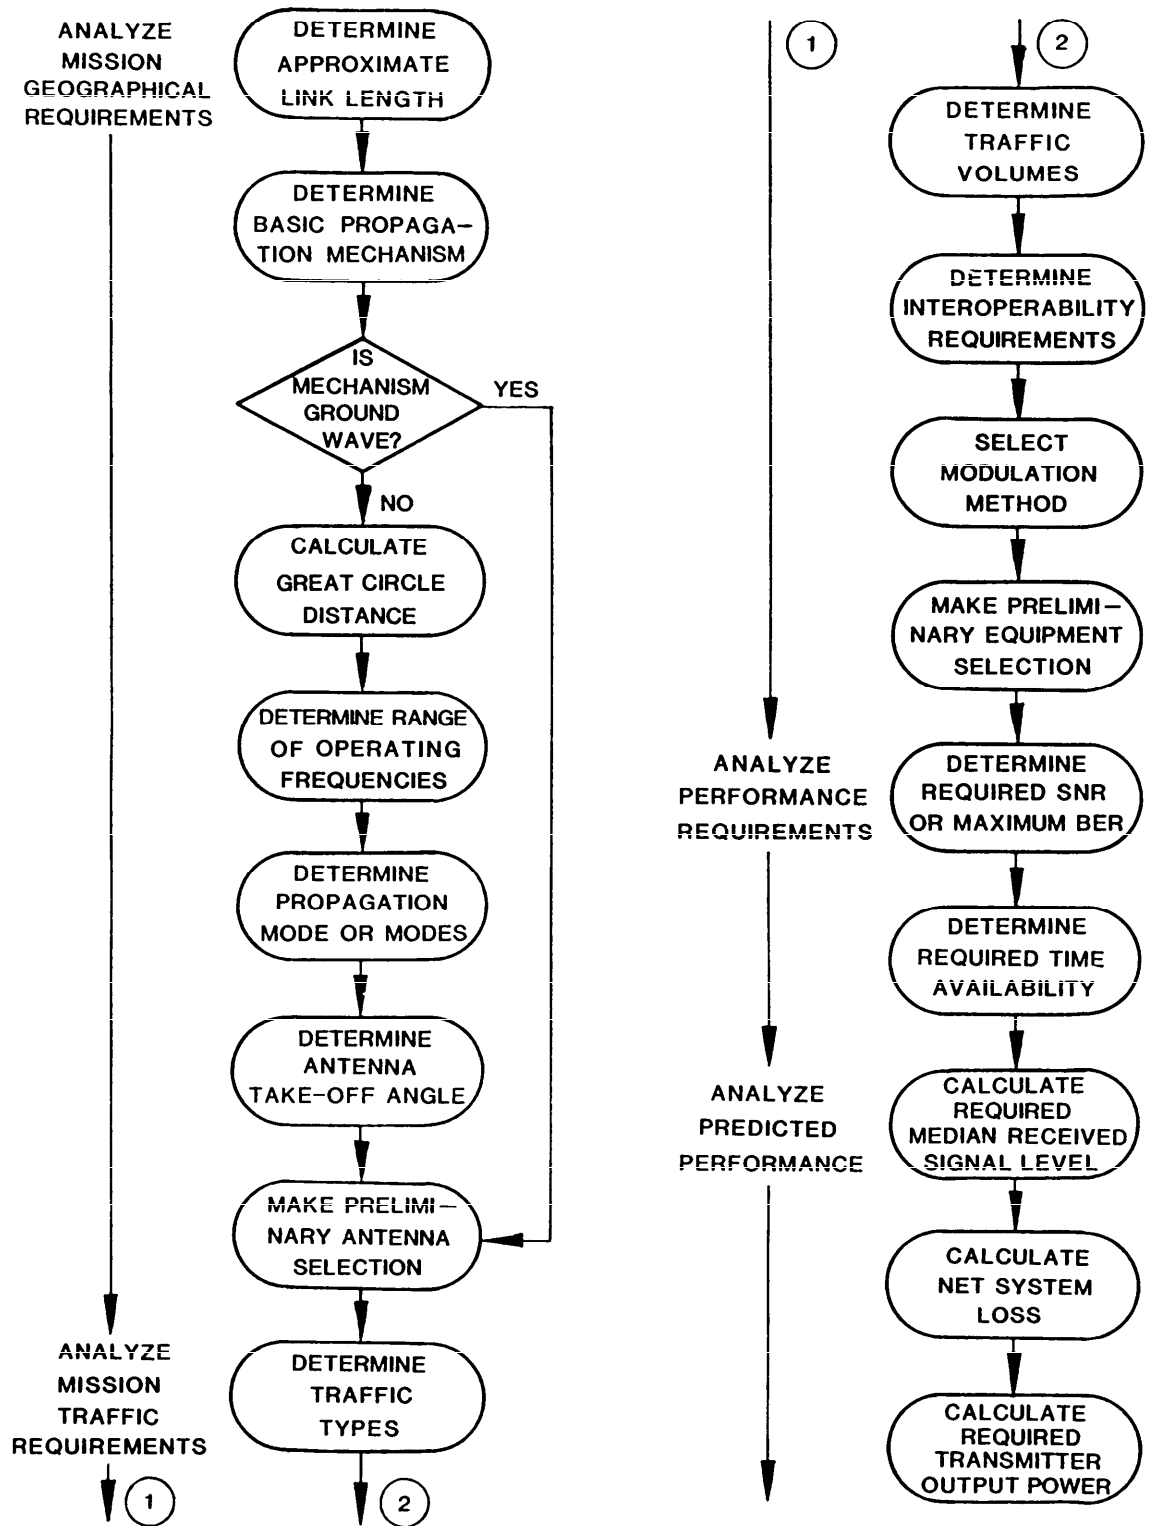 ANALYZE
MISSION
GEOGRAPHICAL
REQUIREMENTS
DETERMINE
APPROXIMATE
LINK LENGTH
DETERMINE
BASIC PROPAGA-
TION MECHANISM
IS
MECHANISM
GROUND
WAVE?
YES
NO
CALCULATE
GREAT CIRCLE
DISTANCE
DETERMINE RANGE
OF OPERATING
FREQUENCIES
DETERMINE
PROPAGATION
MODE OR MODES
DETERMINE
ANTENNA
TAKE-OFF ANGLE
MAKE PRELIMI-
NARY ANTENNA
SELECTION
ANALYZE
MISSION
TRAFFIC
REQUIREMENTS
1
DETERMINE
TRAFFIC
TYPES
2
1
2
DETERMINE
TRAFFIC
VOLUMES
DETERMINE
INTEROPERABILITY
REQUIREMENTS
SELECT
MODULATION
METHOD
MAKE PRELIMI-
NARY EQUIPMENT
SELECTION
ANALYZE
PERFORMANCE
REQUIREMENTS
DETERMINE
REQUIRED SNR
OR MAXIMUM BER
DETERMINE
REQUIRED TIME
AVAILABILITY
ANALYZE
PREDICTED
PERFORMANCE
CALCULATE
REQUIRED
MEDIAN RECEIVED
SIGNAL LEVEL
CALCULATE
NET SYSTEM
LOSS
CALCULATE
REQUIRED
TRANSMITTER
OUTPUT POWER